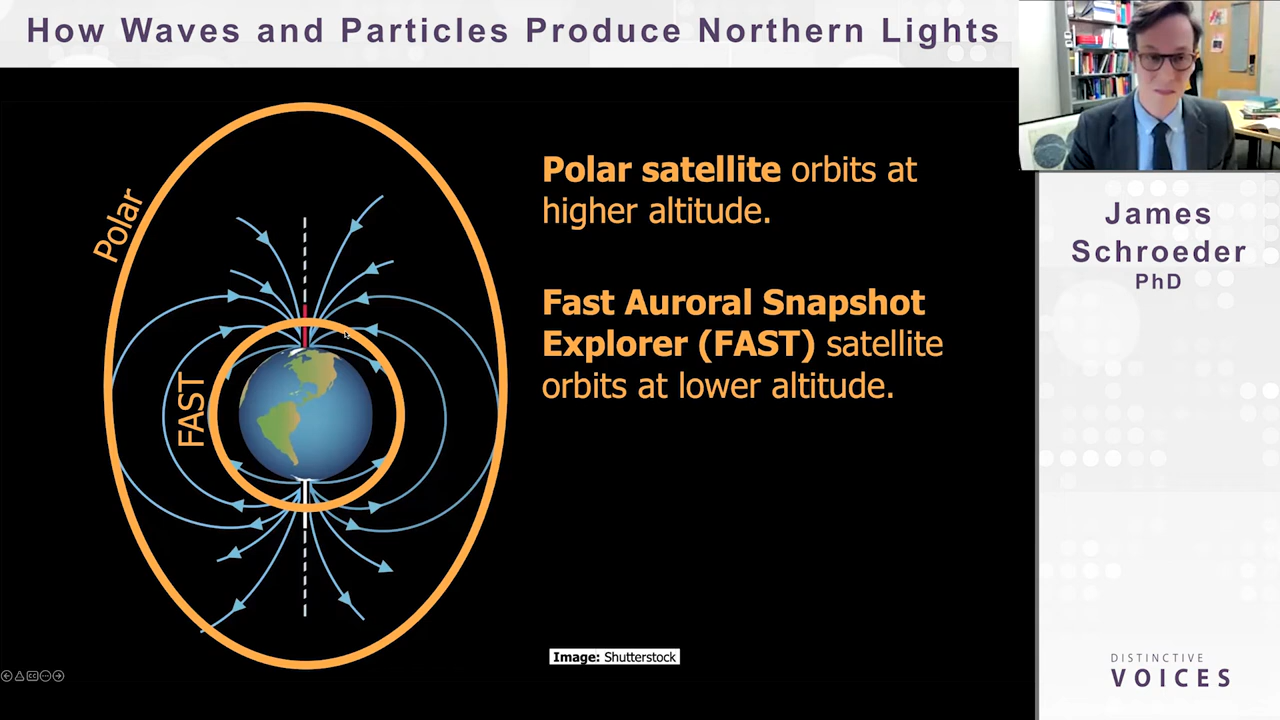 How Waves and Particles Produce Northern Lights
Polar
FAST
Polar satellite orbits at
higher altitude.
Fast Auroral Snapshot
Explorer (FAST) satellite
orbits at lower altitude.
Image: Shutterstock
James
Schroeder
PhD
DISTINCTIVE
VOICES